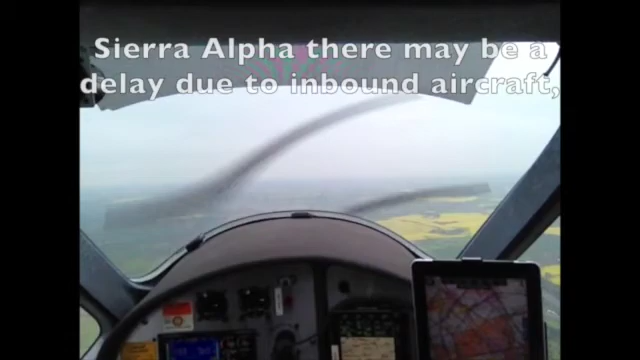 Sierra Alpha there may be a
delay due to inbound aircraft,